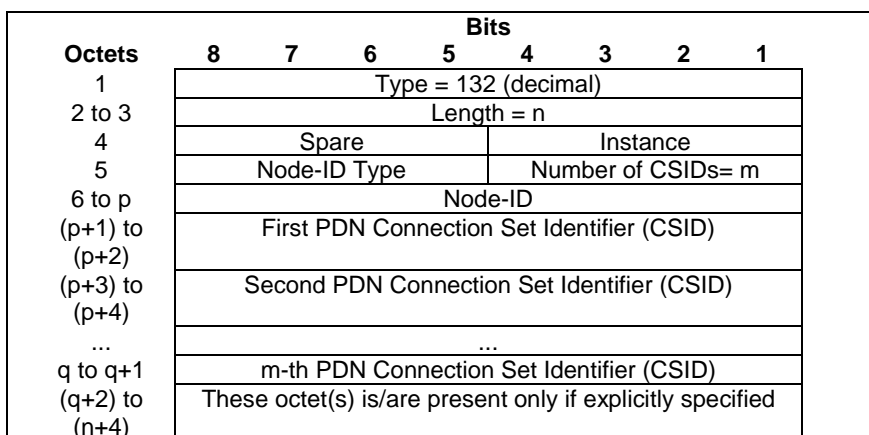 Bits
Octets 8 7 6 5 4 3 2 1
1 Type = 132 (decimal)
2 to 3 Length = n
4 Spare Instance
5 Node-ID Type Number of CSIDs= m
6 to p Node-ID
(p+1) to First PDN Connection Set Identifier (CSID)
(p+2)
(p+3) to Second PDN Connection Set Identifier (CSID)
(p+4)
... ...
q to q+1 m-th PDN Connection Set Identifier (CSID)
(q+2) to These octet(s) is/are present only if explicitly specified
(n+4)